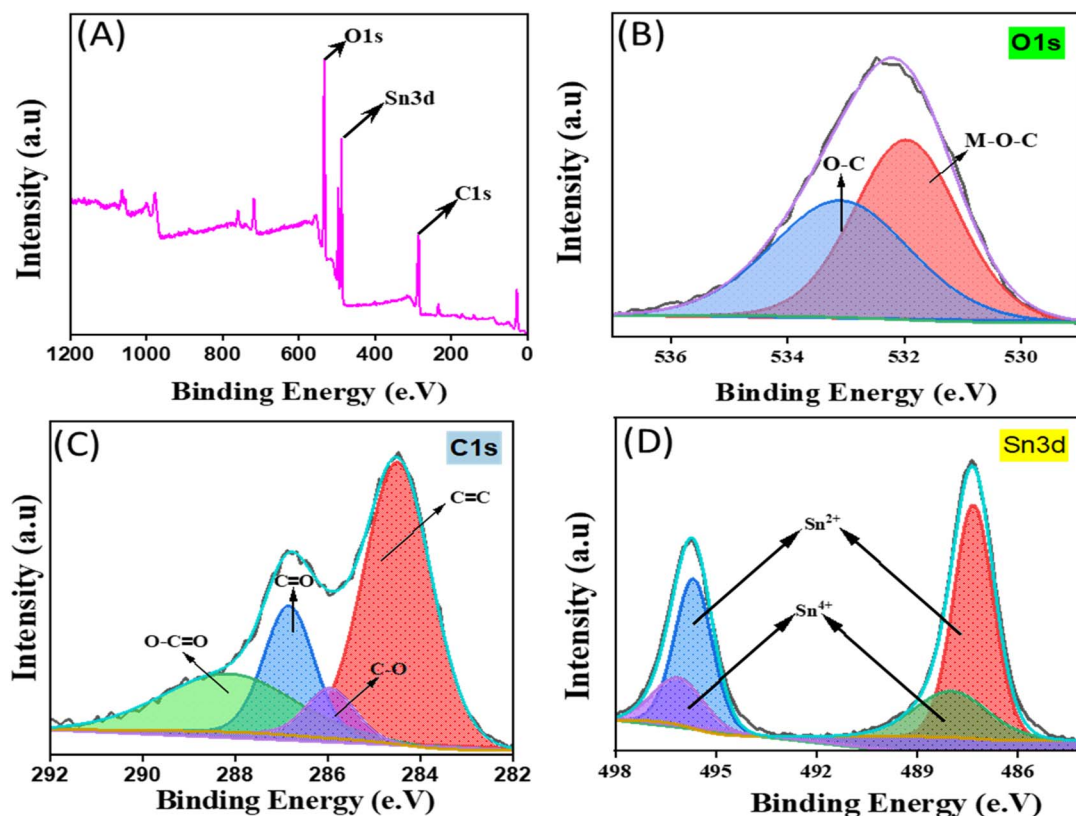 (A)
O1s
Sn3d
C1s
Intensity (a.u)
1200 1000 800 600 400 200 0
Binding Energy (e.V)
(B)
O1s
O-C
M-O-C
Intensity (a.u)
536 534 532 530
Binding Energy (e.V)
(C)
C1s
C=C
C=O
O-C=O
C-O
Intensity (a.u)
292 290 288 286 284 282
Binding Energy (e.V)
(D)
Sn3d
Sn²⁺
Sn⁴⁺
Intensity (a.u)
498 495 492 489 486
Binding Energy (e.V)